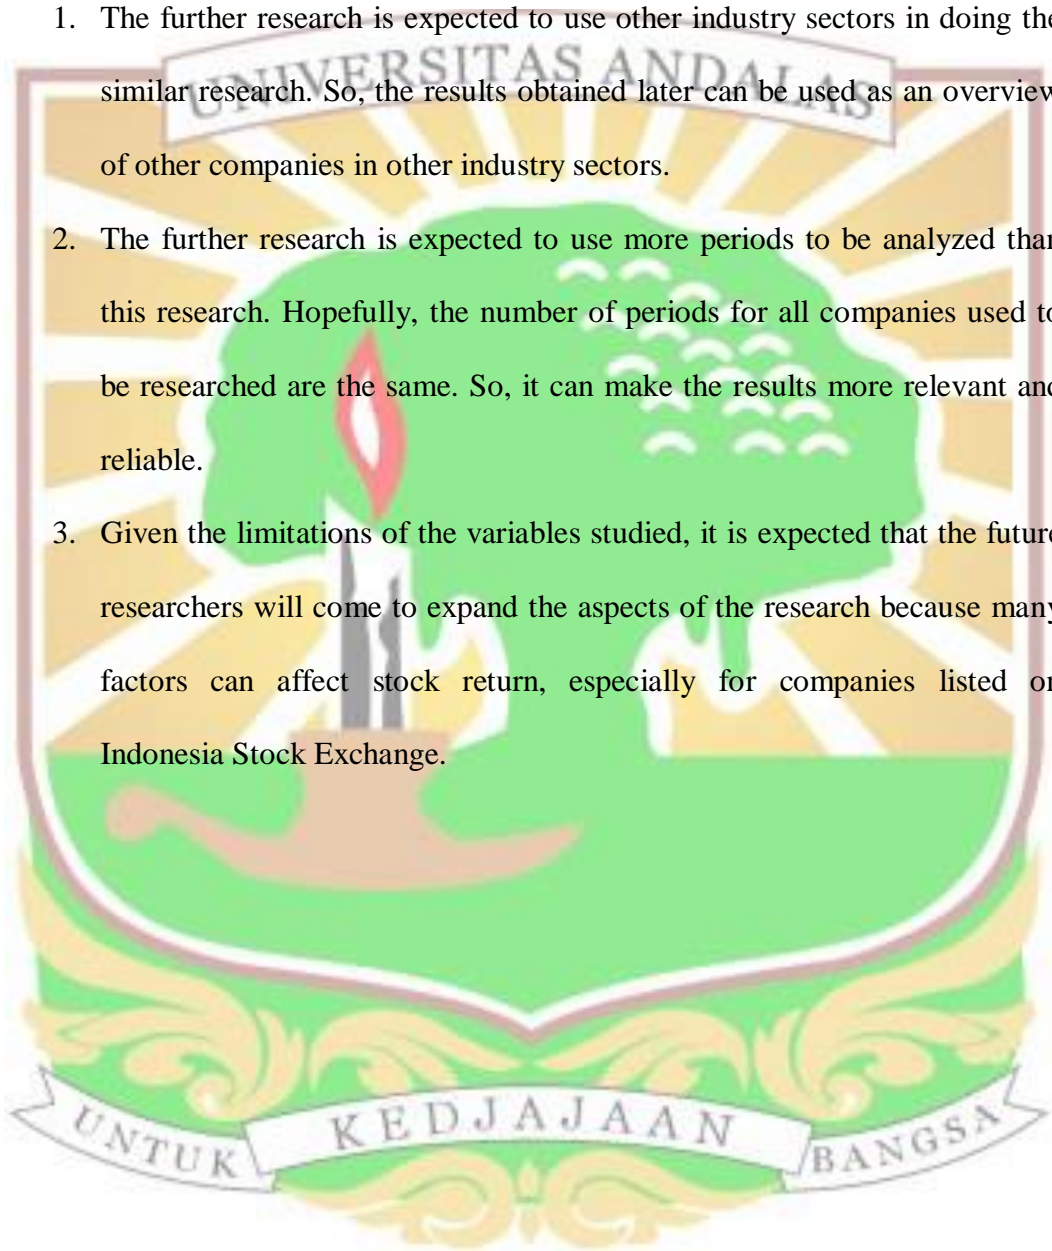 1. The further research is expected to use other industry sectors in doing the
similar research. So, the results obtained later can be used as an overview
of other companies in other industry sectors.
2. The further research is expected to use more periods to be analyzed than
this research. Hopefully, the number of periods for all companies used to
be researched are the same. So, it can make the results more relevant and
reliable.
3. Given the limitations of the variables studied, it is expected that the future
researchers will come to expand the aspects of the research because many
factors can affect stock return, especially for companies listed on
Indonesia Stock Exchange.
UNIVERSITAS ANDALAS
UNTUK KEDJAJAAN BANGSA